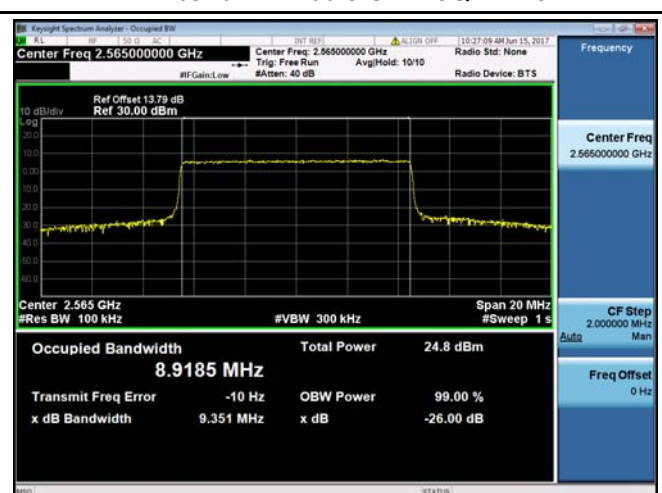 Keysight Spectrum Analyzer - Occupied BW
RL RF 50 Ω AC INT REF ALIGN OFF 10:27:09 AM Jun 15, 2017
Center Freq 2.565000000 GHz
Center Freq: 2.565000000 GHz
Radio Std: None
Trig: Free Run Avg|Hold: 10/10
#IFGain:Low #Atten: 40 dB Radio Device: BTS
Frequency
Ref Offset 13.79 dB
10 dB/div Ref 30.00 dBm
Log
20.0
10.0
0.00
10.0
20.0
30.0
40.0
50.0
60.0
Center 2.565 GHz Span 20 MHz
#Res BW 100 kHz #VBW 300 kHz #Sweep 1 s
Center Freq
2.565000000 GHz
CF Step
2.000000 MHz
Auto Man
Freq Offset
0 Hz
Occupied Bandwidth Total Power 24.8 dBm
8.9185 MHz
Transmit Freq Error -10 Hz OBW Power 99.00 %
x dB Bandwidth 9.351 MHz x dB -26.00 dB
MSG STATUS